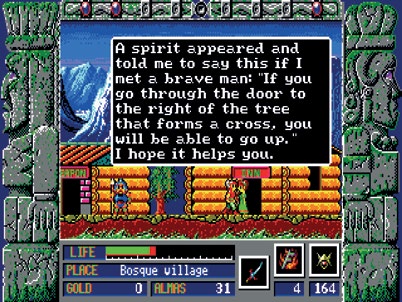 A spirit appeared and
told me to say this if I
met a brave man: "If you
go through the door to
the right of the tree
that forms a cross, you
will be able to go up."
I hope it helps you.
INN
LIFE
PLACE Bosque village
GOLD 0 ALMAS 31
4 164